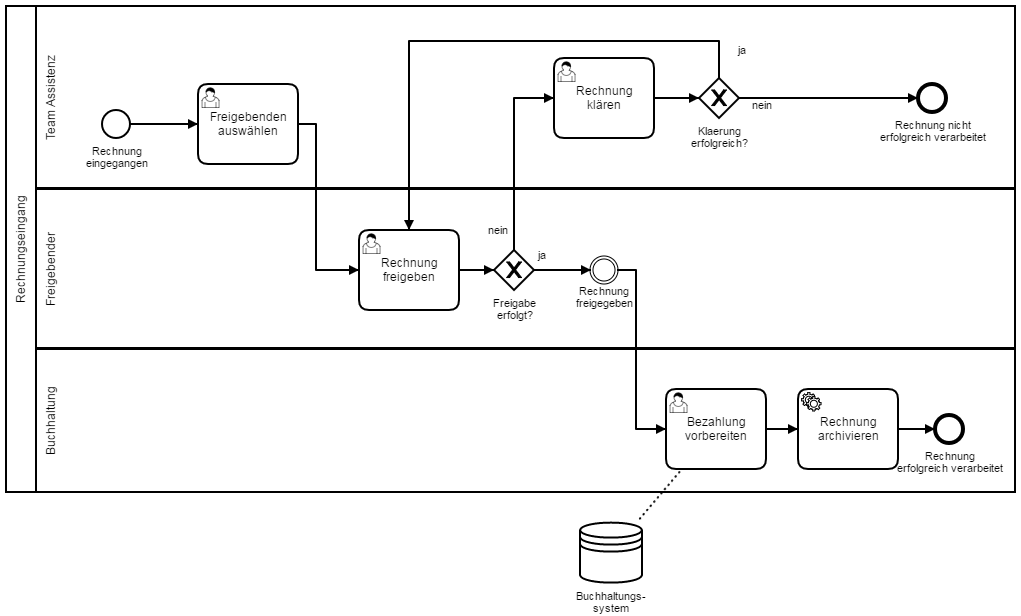 Rechnungseingang
Team Assistenz
Rechnung
eingegangen
Freigebenden
auswählen
Rechnung
klären
ja
nein
Klaerung
erfolgreich?
Rechnung nicht
erfolgreich verarbeitet
Freigebender
Rechnung
freigeben
nein
ja
Freigabe
erfolgt?
Rechnung
freigegeben
Buchhaltung
Bezahlung
vorbereiten
Rechnung
archivieren
Rechnung
erfolgreich verarbeitet
Buchhaltungs-
system